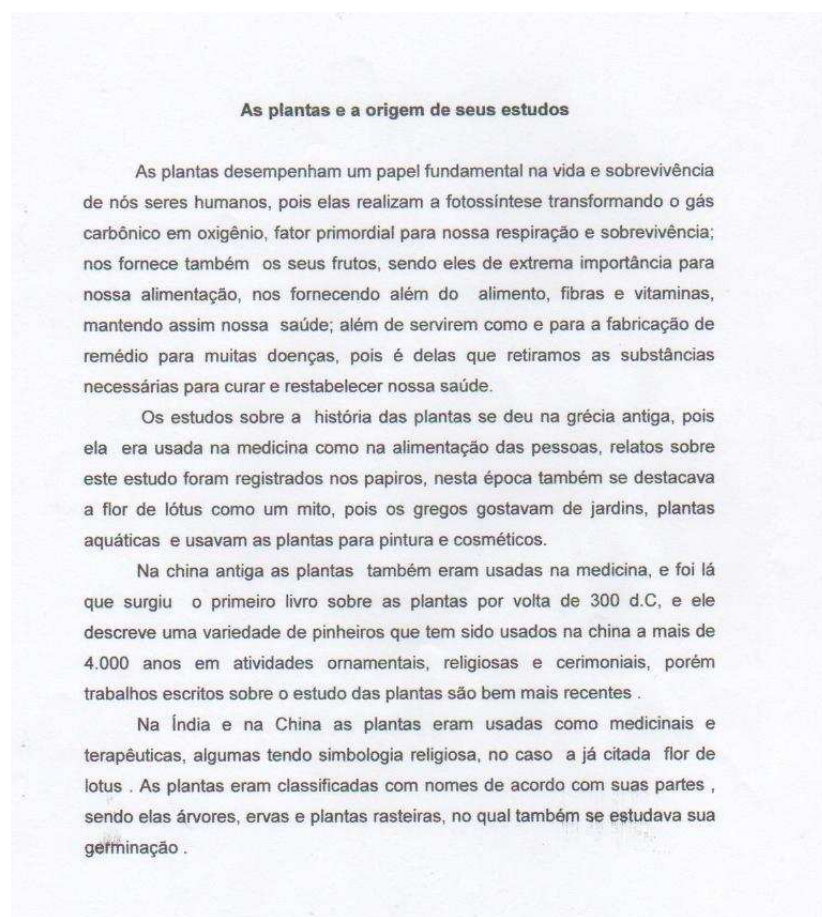 As plantas e a origem de seus estudos
As plantas desempenham um papel fundamental na vida e sobrevivência
de nós seres humanos, pois elas realizam a fotossíntese transformando o gás
carbônico em oxigênio, fator primordial para nossa respiração e sobrevivência;
nos fornece também os seus frutos, sendo eles de extrema importância para
nossa alimentação, nos fornecendo além do alimento, fibras e vitaminas,
mantendo assim nossa saúde; além de servirem como e para a fabricação de
remédio para muitas doenças, pois é delas que retiramos as substâncias
necessárias para curar e restabelecer nossa saúde.
Os estudos sobre a história das plantas se deu na grécia antiga, pois
ela era usada na medicina como na alimentação das pessoas, relatos sobre
este estudo foram registrados nos papiros, nesta época também se destacava
a flor de lótus como um mito, pois os gregos gostavam de jardins, plantas
aquáticas e usavam as plantas para pintura e cosméticos.
Na china antiga as plantas também eram usadas na medicina, e foi lá
que surgiu o primeiro livro sobre as plantas por volta de 300 d.C, e ele
descreve uma variedade de pinheiros que tem sido usados na china a mais de
4.000 anos em atividades ornamentais, religiosas e cerimoniais, porém
trabalhos escritos sobre o estudo das plantas são bem mais recentes .
Na Índia e na China as plantas eram usadas como medicinais e
terapêuticas, algumas tendo simbologia religiosa, no caso a já citada flor de
lotus . As plantas eram classificadas com nomes de acordo com suas partes ,
sendo elas árvores, ervas e plantas rasteiras, no qual também se estudava sua
germinação .